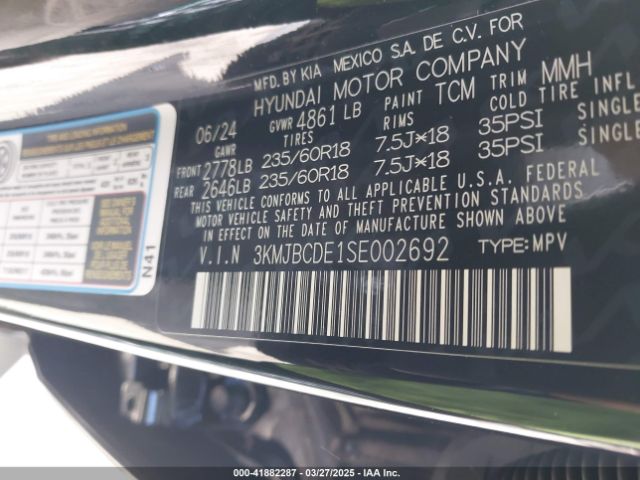 MFD.BY KIA MEXICO S.A. DE C.V. FOR
HYUNDAI MOTOR COMPANY
06/24 GVWR 4861 LB PAINT TCM TRIM MMH
GAWR TIRES RIMS COLD TIRE INFL
FRONT 2778LB 235/60R18 7.5J×18 35PSI SINGLE
REAR 2646LB 235/60R18 7.5J×18 35PSI SINGLE
THIS VEHICLE CONFORMS TO ALL APPLICABLE U.S.A. FEDERAL
MOTOR VEHICLE SAFETY AND THEFT PREVENTION STANDARDS
IN EFFECT ON THE DATE OF MANUFACTURE SHOWN ABOVE.
V.I.N 3KMJBCDE1SE002692 TYPE:MPV
N41
000-41882287 - 03/27/2025 - IAA Inc.